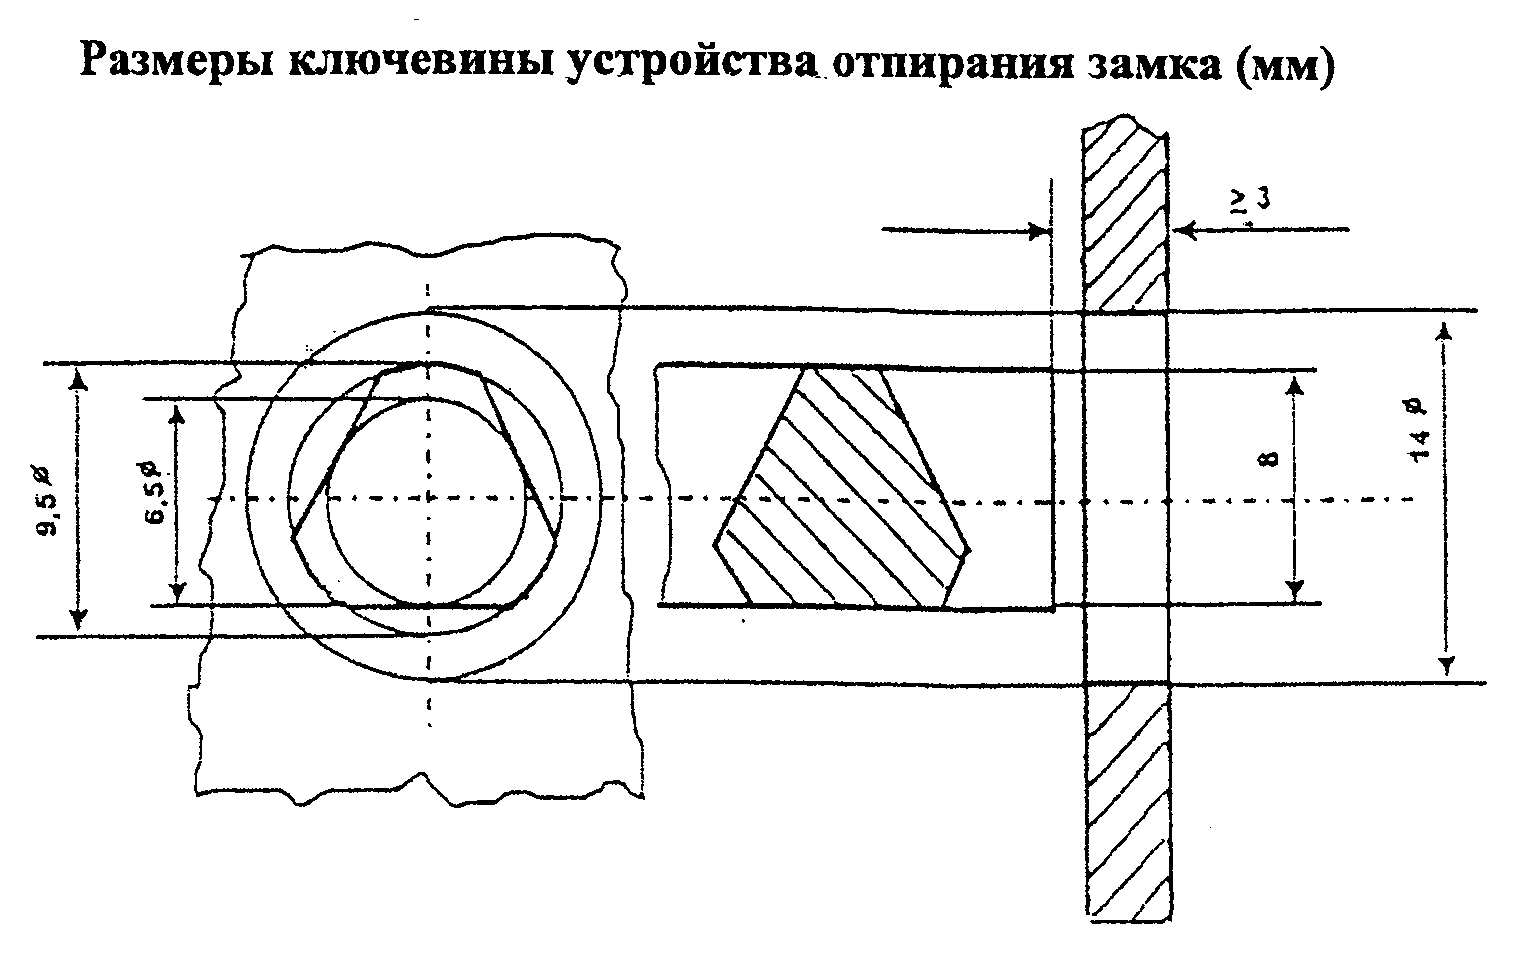 Размеры ключевины устройства отпирания замка (мм)
≥ 3
9,5 ø
6,5 ø
8
14 ø